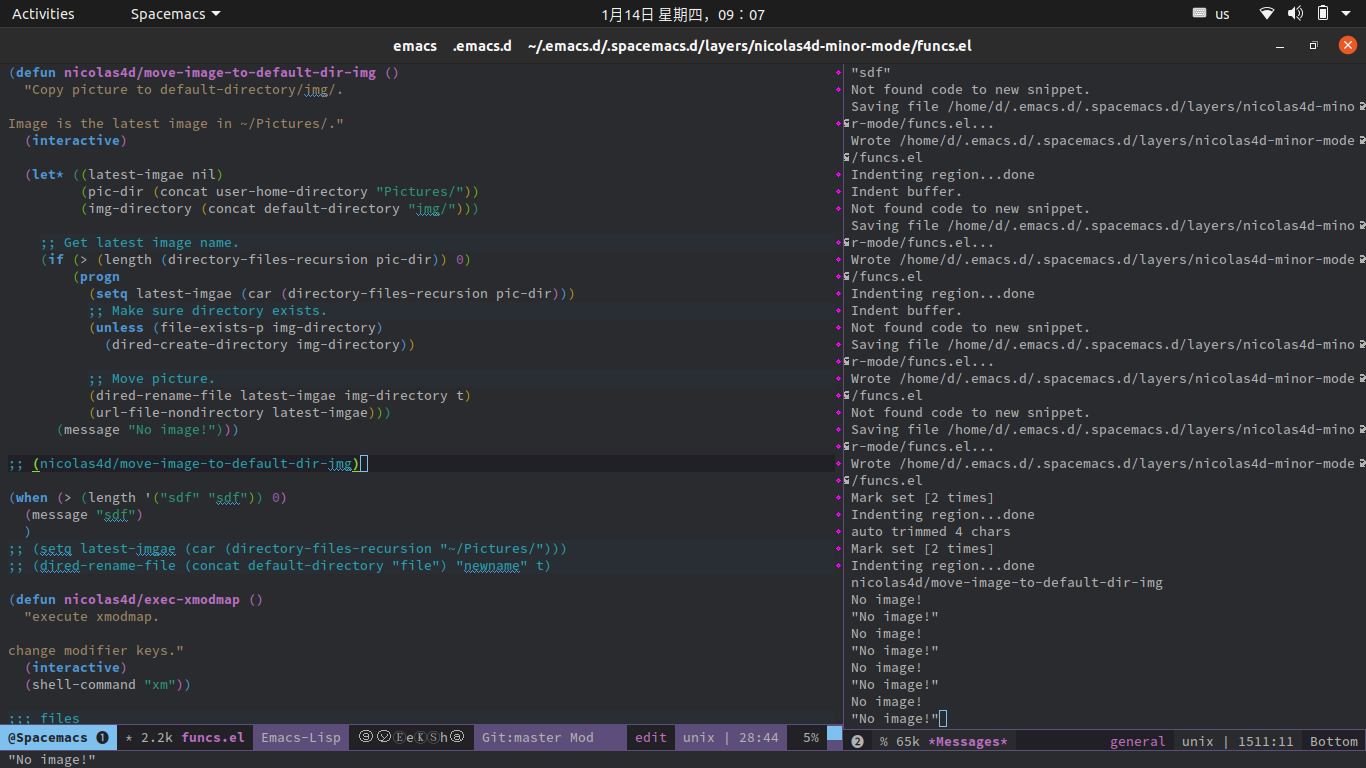 Activities
Spacemacs
1月14日 星期四，09：07
us
emacs .emacs.d ~/.emacs.d/.spacemacs.d/layers/nicolas4d-minor-mode/funcs.el
(defun nicolas4d/move-image-to-default-dir-img ()
"Copy picture to default-directory/img/.
Image is the latest image in ~/Pictures/."
(interactive)
(let* ((latest-imgae nil)
(pic-dir (concat user-home-directory "Pictures/"))
(img-directory (concat default-directory "img/")))
;; Get latest image name.
(if (> (length (directory-files-recursion pic-dir)) 0)
(progn
(setq latest-imgae (car (directory-files-recursion pic-dir)))
;; Make sure directory exists.
(unless (file-exists-p img-directory)
(dired-create-directory img-directory))
;; Move picture.
(dired-rename-file latest-imgae img-directory t)
(url-file-nondirectory latest-imgae)))
(message "No image!")))
;; (nicolas4d/move-image-to-default-dir-img)
(when (> (length '("sdf" "sdf")) 0)
(message "sdf")
)
;; (setq latest-imgae (car (directory-files-recursion "~/Pictures/")))
;; (dired-rename-file (concat default-directory "file") "newname" t)
(defun nicolas4d/exec-xmodmap ()
"execute xmodmap.
change modifier keys."
(interactive)
(shell-command "xm"))
;;; files
@Spacemacs ❶ * 2.2k funcs.el Emacs-Lisp Git:master Mod edit unix | 28:44 5%
"No image!"
"sdf"
Not found code to new snippet.
Saving file /home/d/.emacs.d/.spacemacs.d/layers/nicolas4d-mino
r-mode/funcs.el...
Wrote /home/d/.emacs.d/.spacemacs.d/layers/nicolas4d-minor-mode
/funcs.el
Indenting region...done
Indent buffer.
Not found code to new snippet.
Saving file /home/d/.emacs.d/.spacemacs.d/layers/nicolas4d-mino
r-mode/funcs.el...
Wrote /home/d/.emacs.d/.spacemacs.d/layers/nicolas4d-minor-mode
/funcs.el
Indenting region...done
Indent buffer.
Not found code to new snippet.
Saving file /home/d/.emacs.d/.spacemacs.d/layers/nicolas4d-mino
r-mode/funcs.el...
Wrote /home/d/.emacs.d/.spacemacs.d/layers/nicolas4d-minor-mode
/funcs.el
Not found code to new snippet.
Saving file /home/d/.emacs.d/.spacemacs.d/layers/nicolas4d-mino
r-mode/funcs.el...
Wrote /home/d/.emacs.d/.spacemacs.d/layers/nicolas4d-minor-mode
/funcs.el
Mark set [2 times]
Indenting region...done
auto trimmed 4 chars
Mark set [2 times]
Indenting region...done
nicolas4d/move-image-to-default-dir-img
No image!
"No image!"
No image!
"No image!"
No image!
"No image!"
No image!
"No image!"
❷ % 65k *Messages* general unix | 1511:11 Bottom